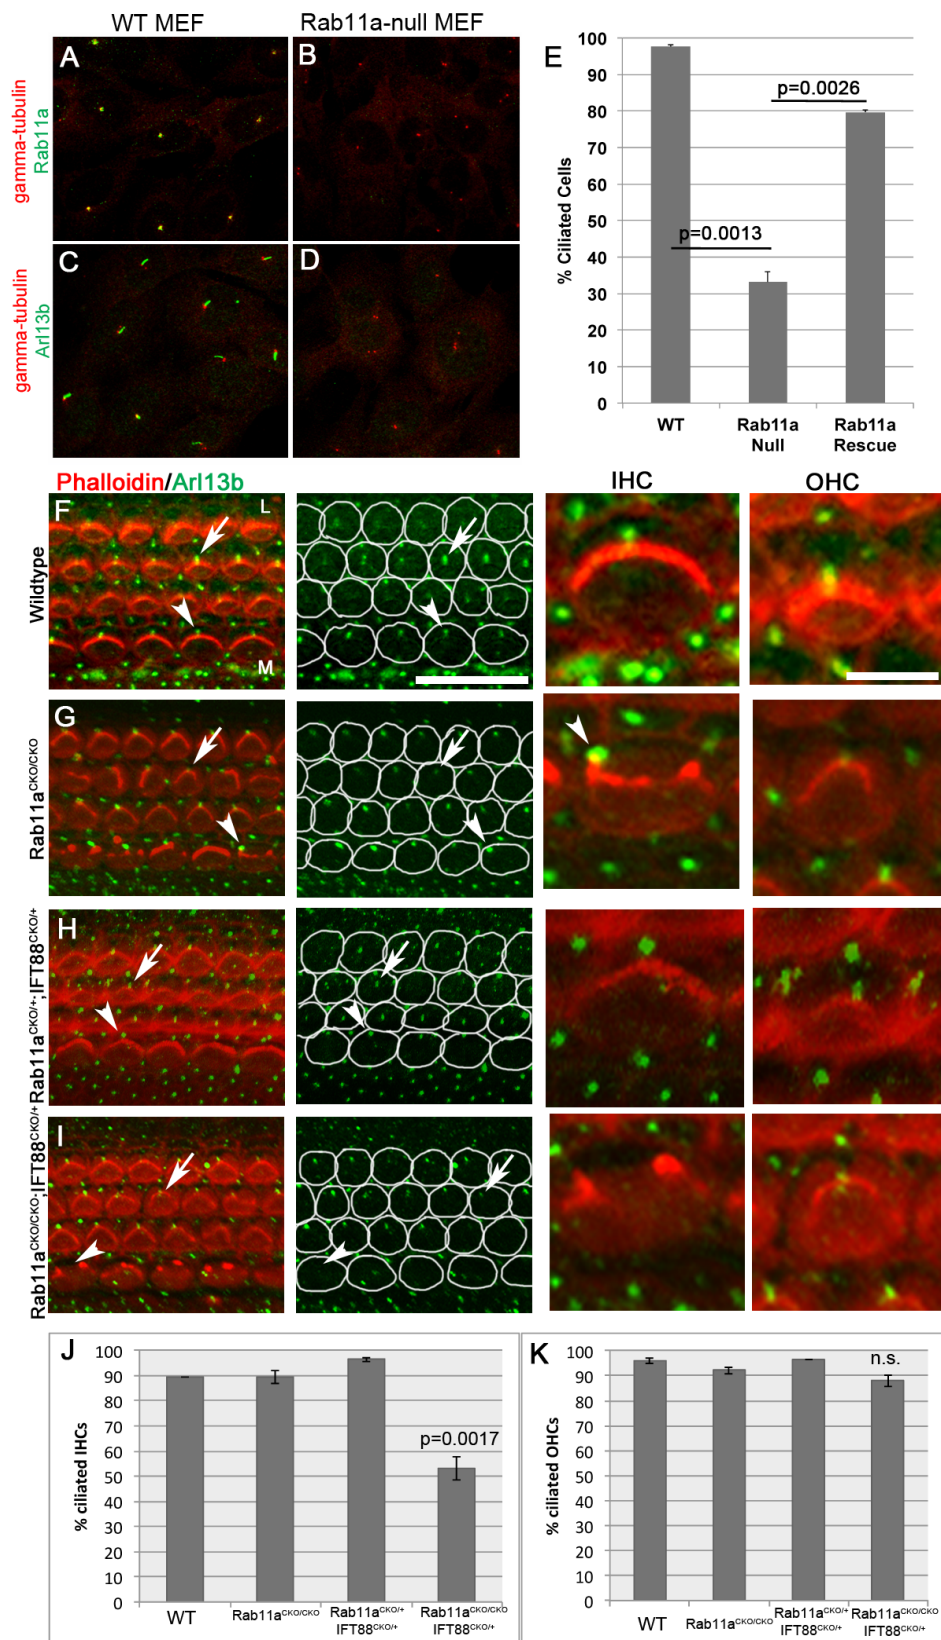 WT MEF
Rab11a-null MEF
gamma-tubulin
Rab11a
A
B
gamma-tubulin
Arl13b
C
D
E
% Ciliated Cells
100
90
80
70
60
50
40
30
20
10
0
p=0.0026
p=0.0013
WT
Rab11a
Null
Rab11a
Rescue
Phalloidin/Arl13b
IHC
OHC
Wildtype
F
L
M
Rab11a^CKO/CKO
G
Rab11a^CKO/+;IFT88^CKO/+
H
Rab11a^CKO/CKO;IFT88^CKO/+
I
J
% ciliated IHCs
100
90
80
70
60
50
40
30
20
10
0
p=0.0017
WT
Rab11a^CKO/CKO
Rab11a^CKO/+
IFT88^CKO/+
Rab11a^CKO/CKO
IFT88^CKO/+
K
% ciliated OHCs
100
90
80
70
60
50
40
30
20
10
0
n.s.
WT
Rab11a^CKO/CKO
Rab11a^CKO/+
IFT88^CKO/+
Rab11a^CKO/CKO
IFT88^CKO/+